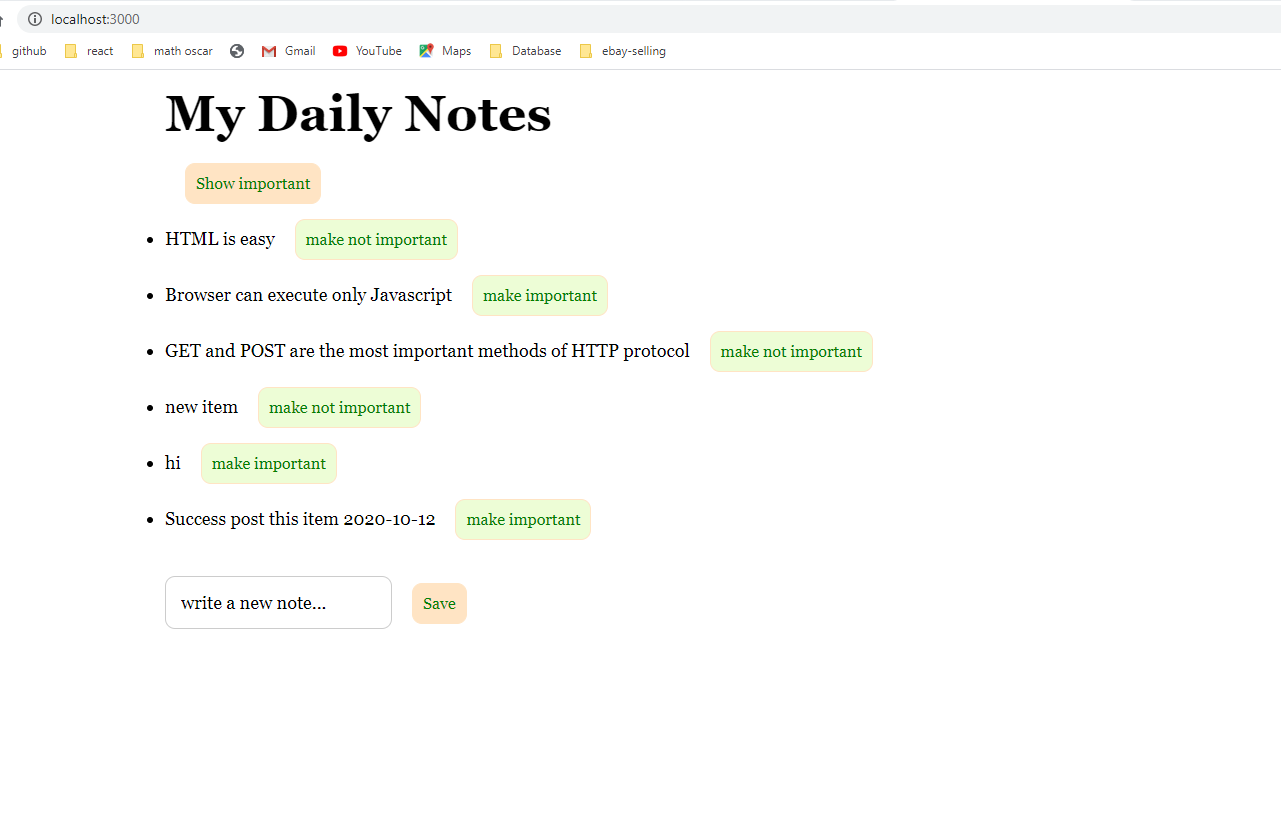 localhost:3000
github react math oscar Gmail YouTube Maps Database ebay-selling
My Daily Notes
Show important
HTML is easy make not important
Browser can execute only Javascript make important
GET and POST are the most important methods of HTTP protocol make not important
new item make not important
hi make important
Success post this item 2020-10-12 make important
write a new note... Save